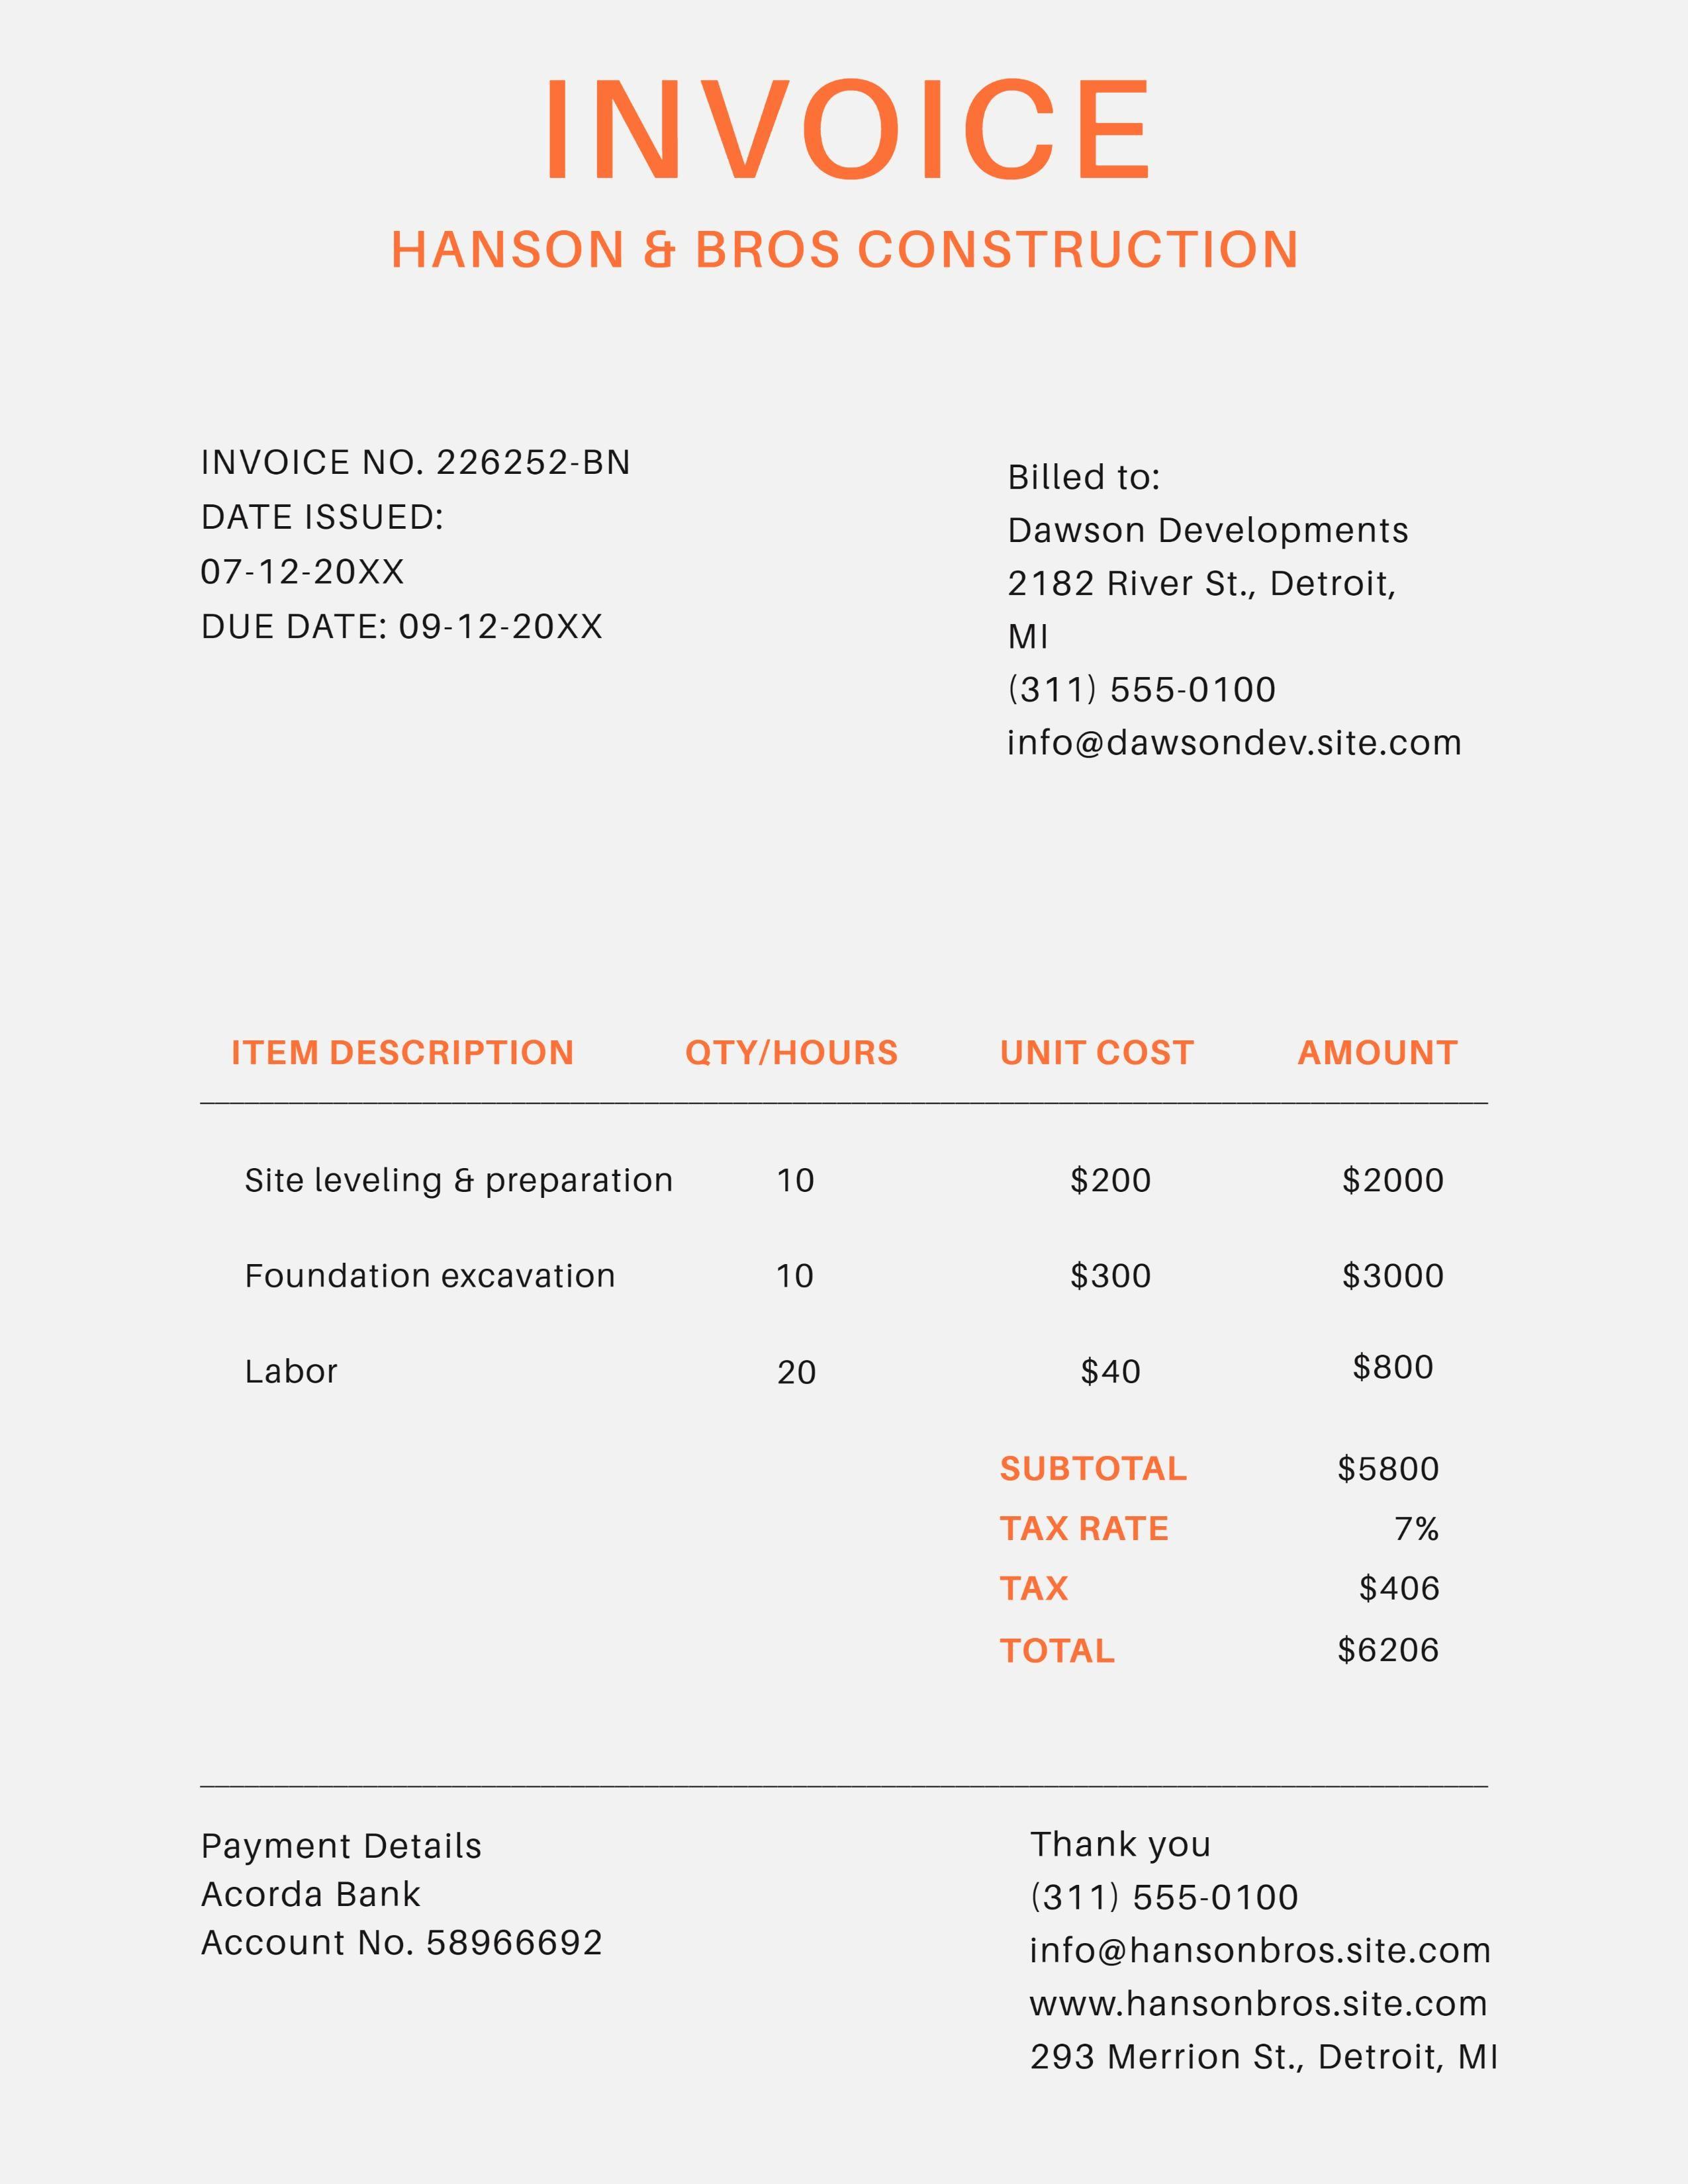 INVOICE
HANSON & BROS CONSTRUCTION
INVOICE NO. 226252-BN
DATE ISSUED:
07-12-20XX
DUE DATE: 09-12-20XX
Billed to:
Dawson Developments
2182 River St., Detroit,
MI
(311) 555-0100
info@dawsondev.site.com
ITEM DESCRIPTION QTY/HOURS UNIT COST AMOUNT
Site leveling & preparation 10 $200 $2000
Foundation excavation 10 $300 $3000
Labor 20 $40 $800
SUBTOTAL $5800
TAX RATE 7%
TAX $406
TOTAL $6206
Payment Details
Acorda Bank
Account No. 58966692
Thank you
(311) 555-0100
info@hansonbros.site.com
www.hansonbros.site.com
293 Merrion St., Detroit, MI